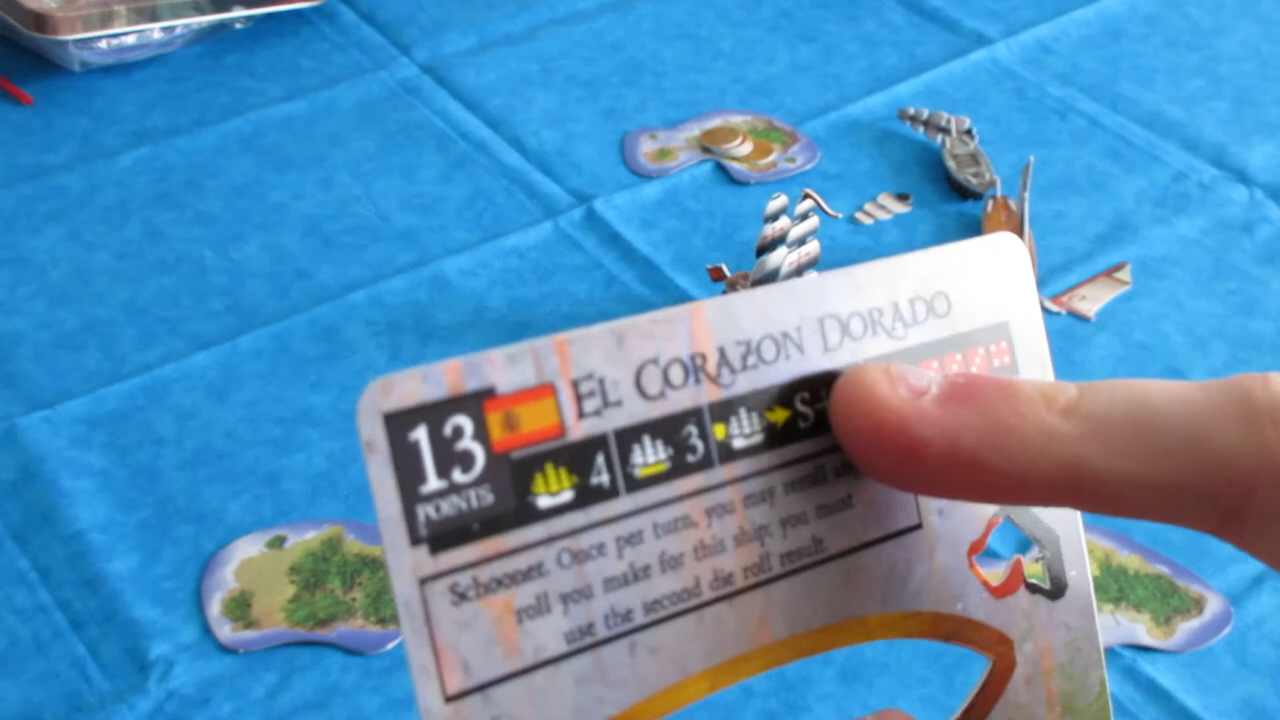 EL CORAZON DORADO
13
POINTS
4 3 S+
Schooner. Once per turn, you may reroll any
roll you make for this ship; you must
use the second die roll result.